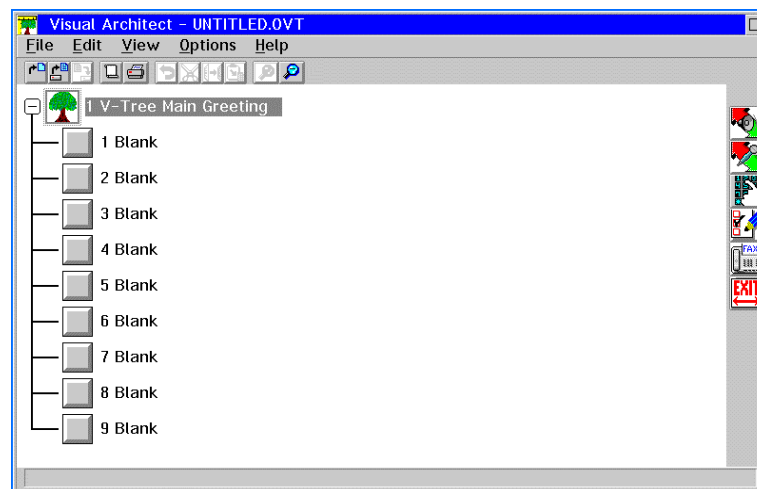 Visual Architect - UNTITLED.OVT
File Edit View Options Help
1 V-Tree Main Greeting
1 Blank
2 Blank
3 Blank
4 Blank
5 Blank
6 Blank
7 Blank
8 Blank
9 Blank
FAX
EXIT